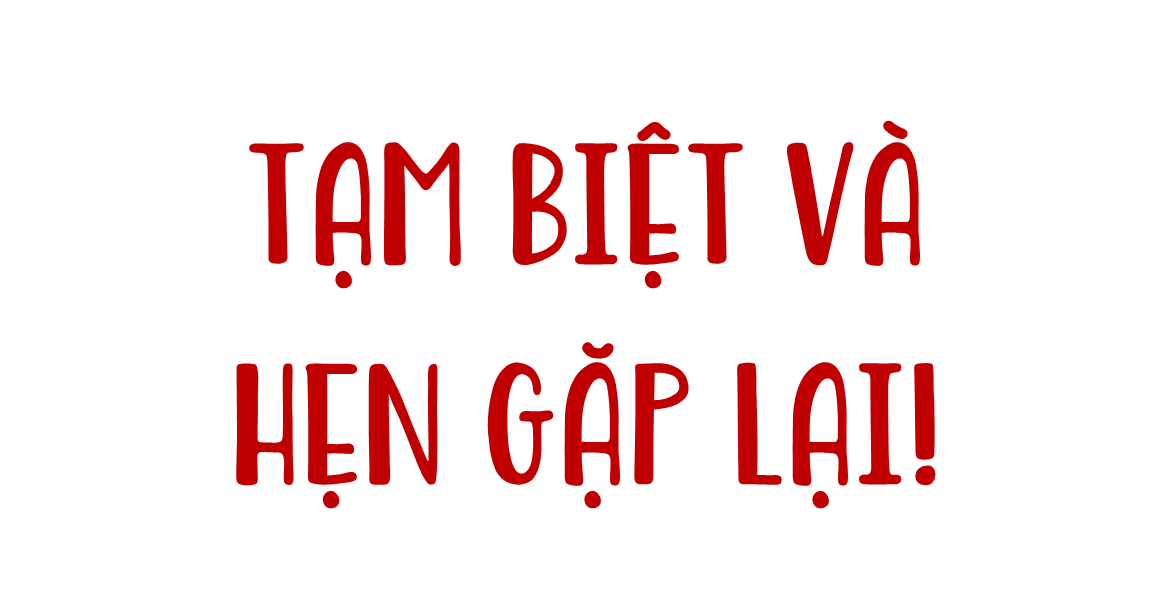 TẠM BIỆT VÀ
HẸN GẶP LẠI!